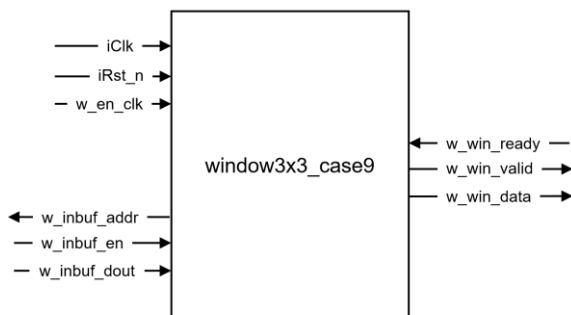 iClk
iRst_n
w_en_clk
w_win_ready
w_win_valid
window3x3_case9
w_win_data
w_inbuf_addr
w_inbuf_en
w_inbuf_dout